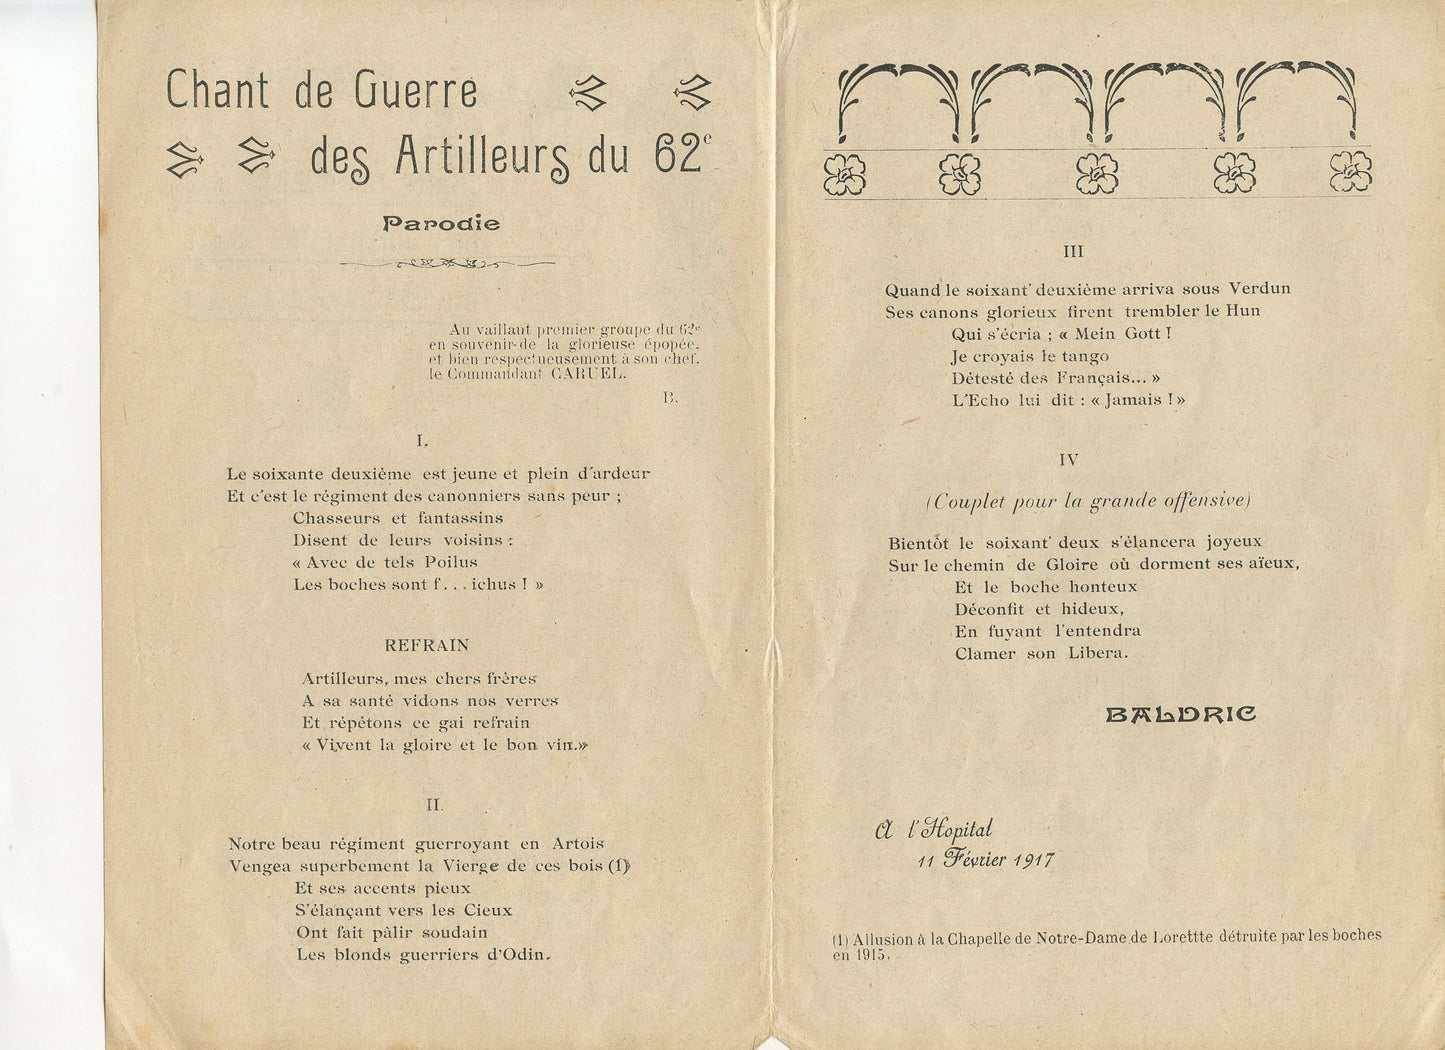 Chant de Guerre
des Artilleurs du 62e
Parodie
Au vaillant premier groupe du 62e
en souvenir de la glorieuse épopée,
et bien respectueusement à son chef,
le Commandant CARUEL.
B.
I.
Le soixante deuxième est jeune et plein d'ardeur
Et c'est le régiment des canonniers sans peur ;
Chasseurs et fantassins
Disent de leurs voisins :
« Avec de tels Poilus
Les boches sont f. . . ichus ! »
REFRAIN
Artilleurs, mes chers frères
A sa santé vidons nos verres
Et répétons ce gai refrain
« Vivent la gloire et le bon vin.»
II.
Notre beau régiment guerroyant en Artois
Vengea superbement la Vierge de ces bois (1)
Et ses accents pieux
S'élançant vers les Cieux
Ont fait pâlir soudain
Les blonds guerriers d'Odin.
III
Quand le soixant' deuxième arriva sous Verdun
Ses canons glorieux firent trembler le Hun
Qui s'écria ; « Mein Gott !
Je croyais le tango
Détesté des Français... »
L'Echo lui dit : « Jamais ! »
IV
(Couplet pour la grande offensive)
Bientôt le soixant' deux s'élancera joyeux
Sur le chemin de Gloire où dorment ses aïeux,
Et le boche honteux
Déconfit et hideux,
En fuyant l'entendra
Clamer son Libera.
BALDRIC
A l'Hopital
11 Février 1917
(1) Allusion à la Chapelle de Notre-Dame de Lorettte détruite par les boches
en 1915.